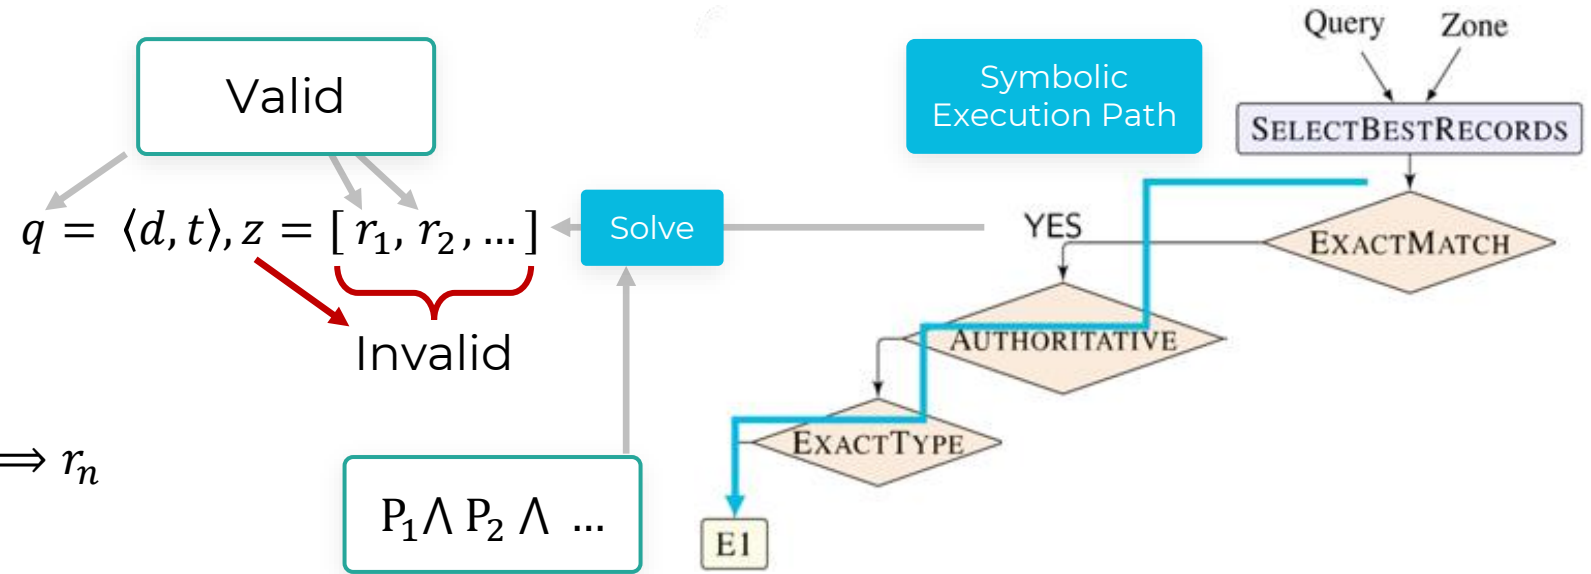 Query Zone
Valid
Symbolic
Execution Path
SELECTBESTRECORDS
q = ⟨d, t⟩, z = [ r₁, r₂, … ]
Solve
YES
EXACTMATCH
Invalid
AUTHORITATIVE
EXACTTYPE
⟹ rₙ
P₁ ⋀ P₂ ⋀ …
E1